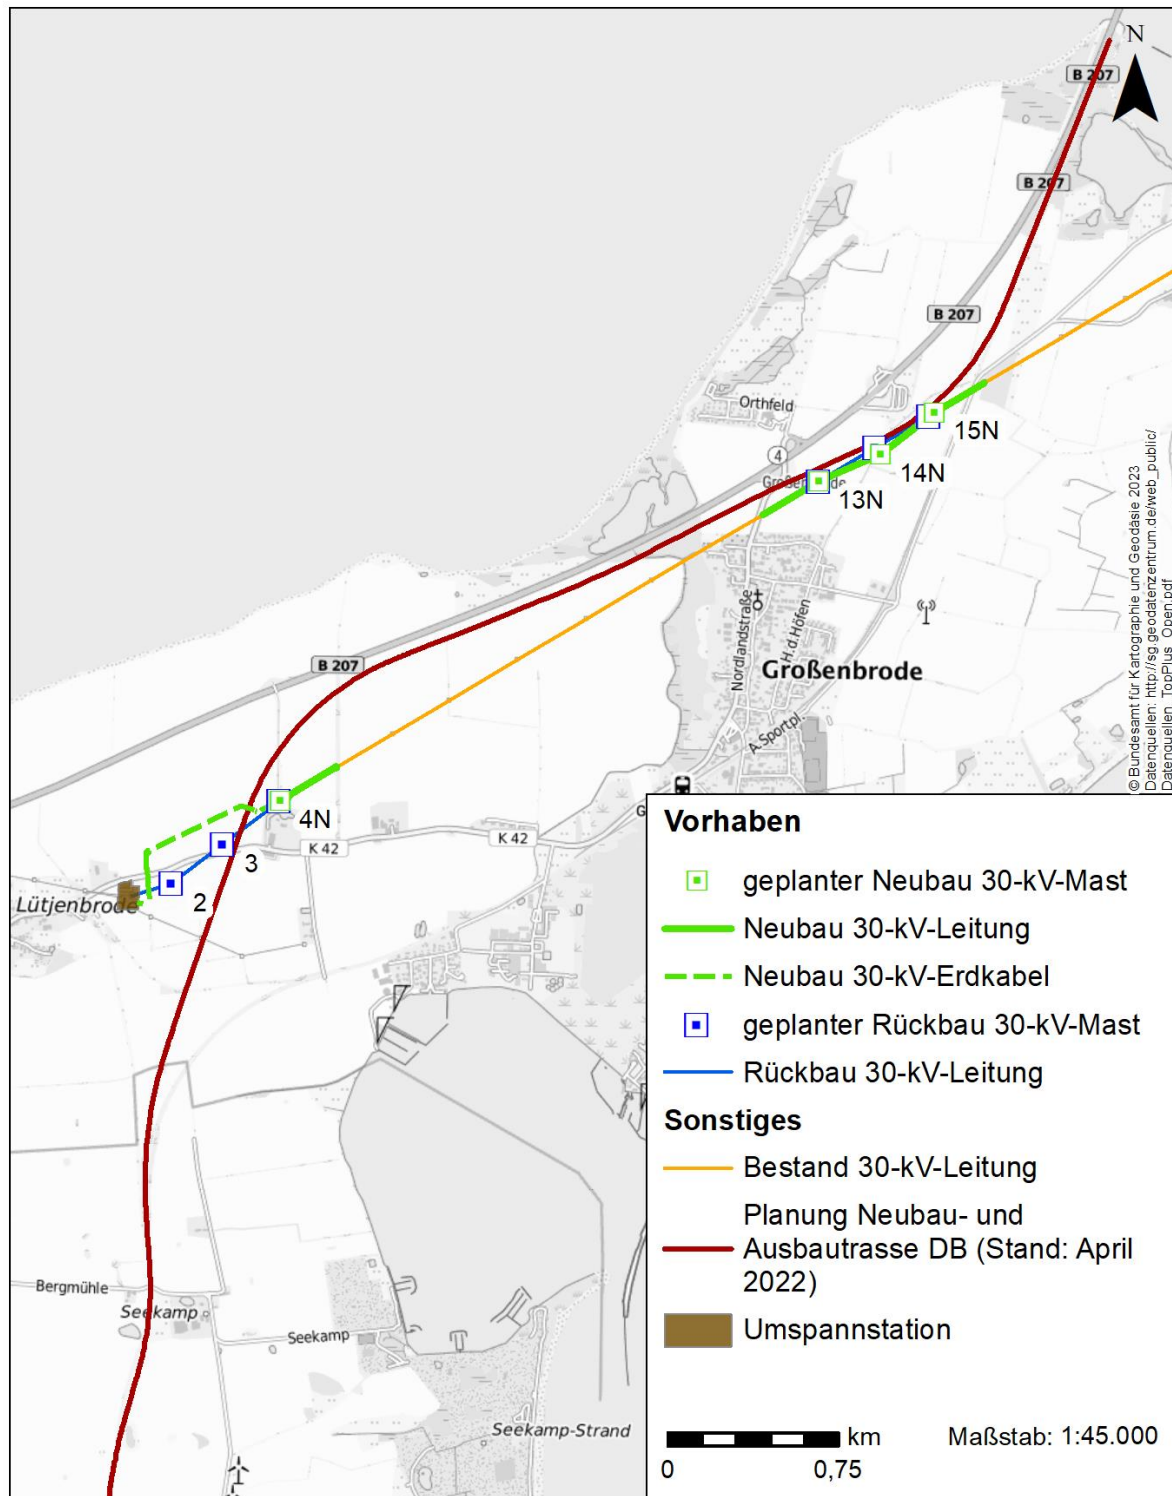 N
B 207
B 207
B 207
Orthfeld
4
15N
14N
13N
Großenbrode
Nordlandstraße
H.d.Höfen
Großenbrode
A.Sportpl.
B 207
4N
K 42
K 42
3
2
Lütjenbrode
G
Bergmühle
Seekamp
Seekamp
Seekamp-Strand
© Bundesamt für Kartographie und Geodäsie 2023
Datenquellen: http://sg.geodatenzentrum.de/web_public/
Datenquellen_TopPlus_Open.pdf
Vorhaben
geplanter Neubau 30-kV-Mast
Neubau 30-kV-Leitung
Neubau 30-kV-Erdkabel
geplanter Rückbau 30-kV-Mast
Rückbau 30-kV-Leitung
Sonstiges
Bestand 30-kV-Leitung
Planung Neubau- und
Ausbautrasse DB (Stand: April
2022)
Umspannstation
km
Maßstab: 1:45.000
0
0,75